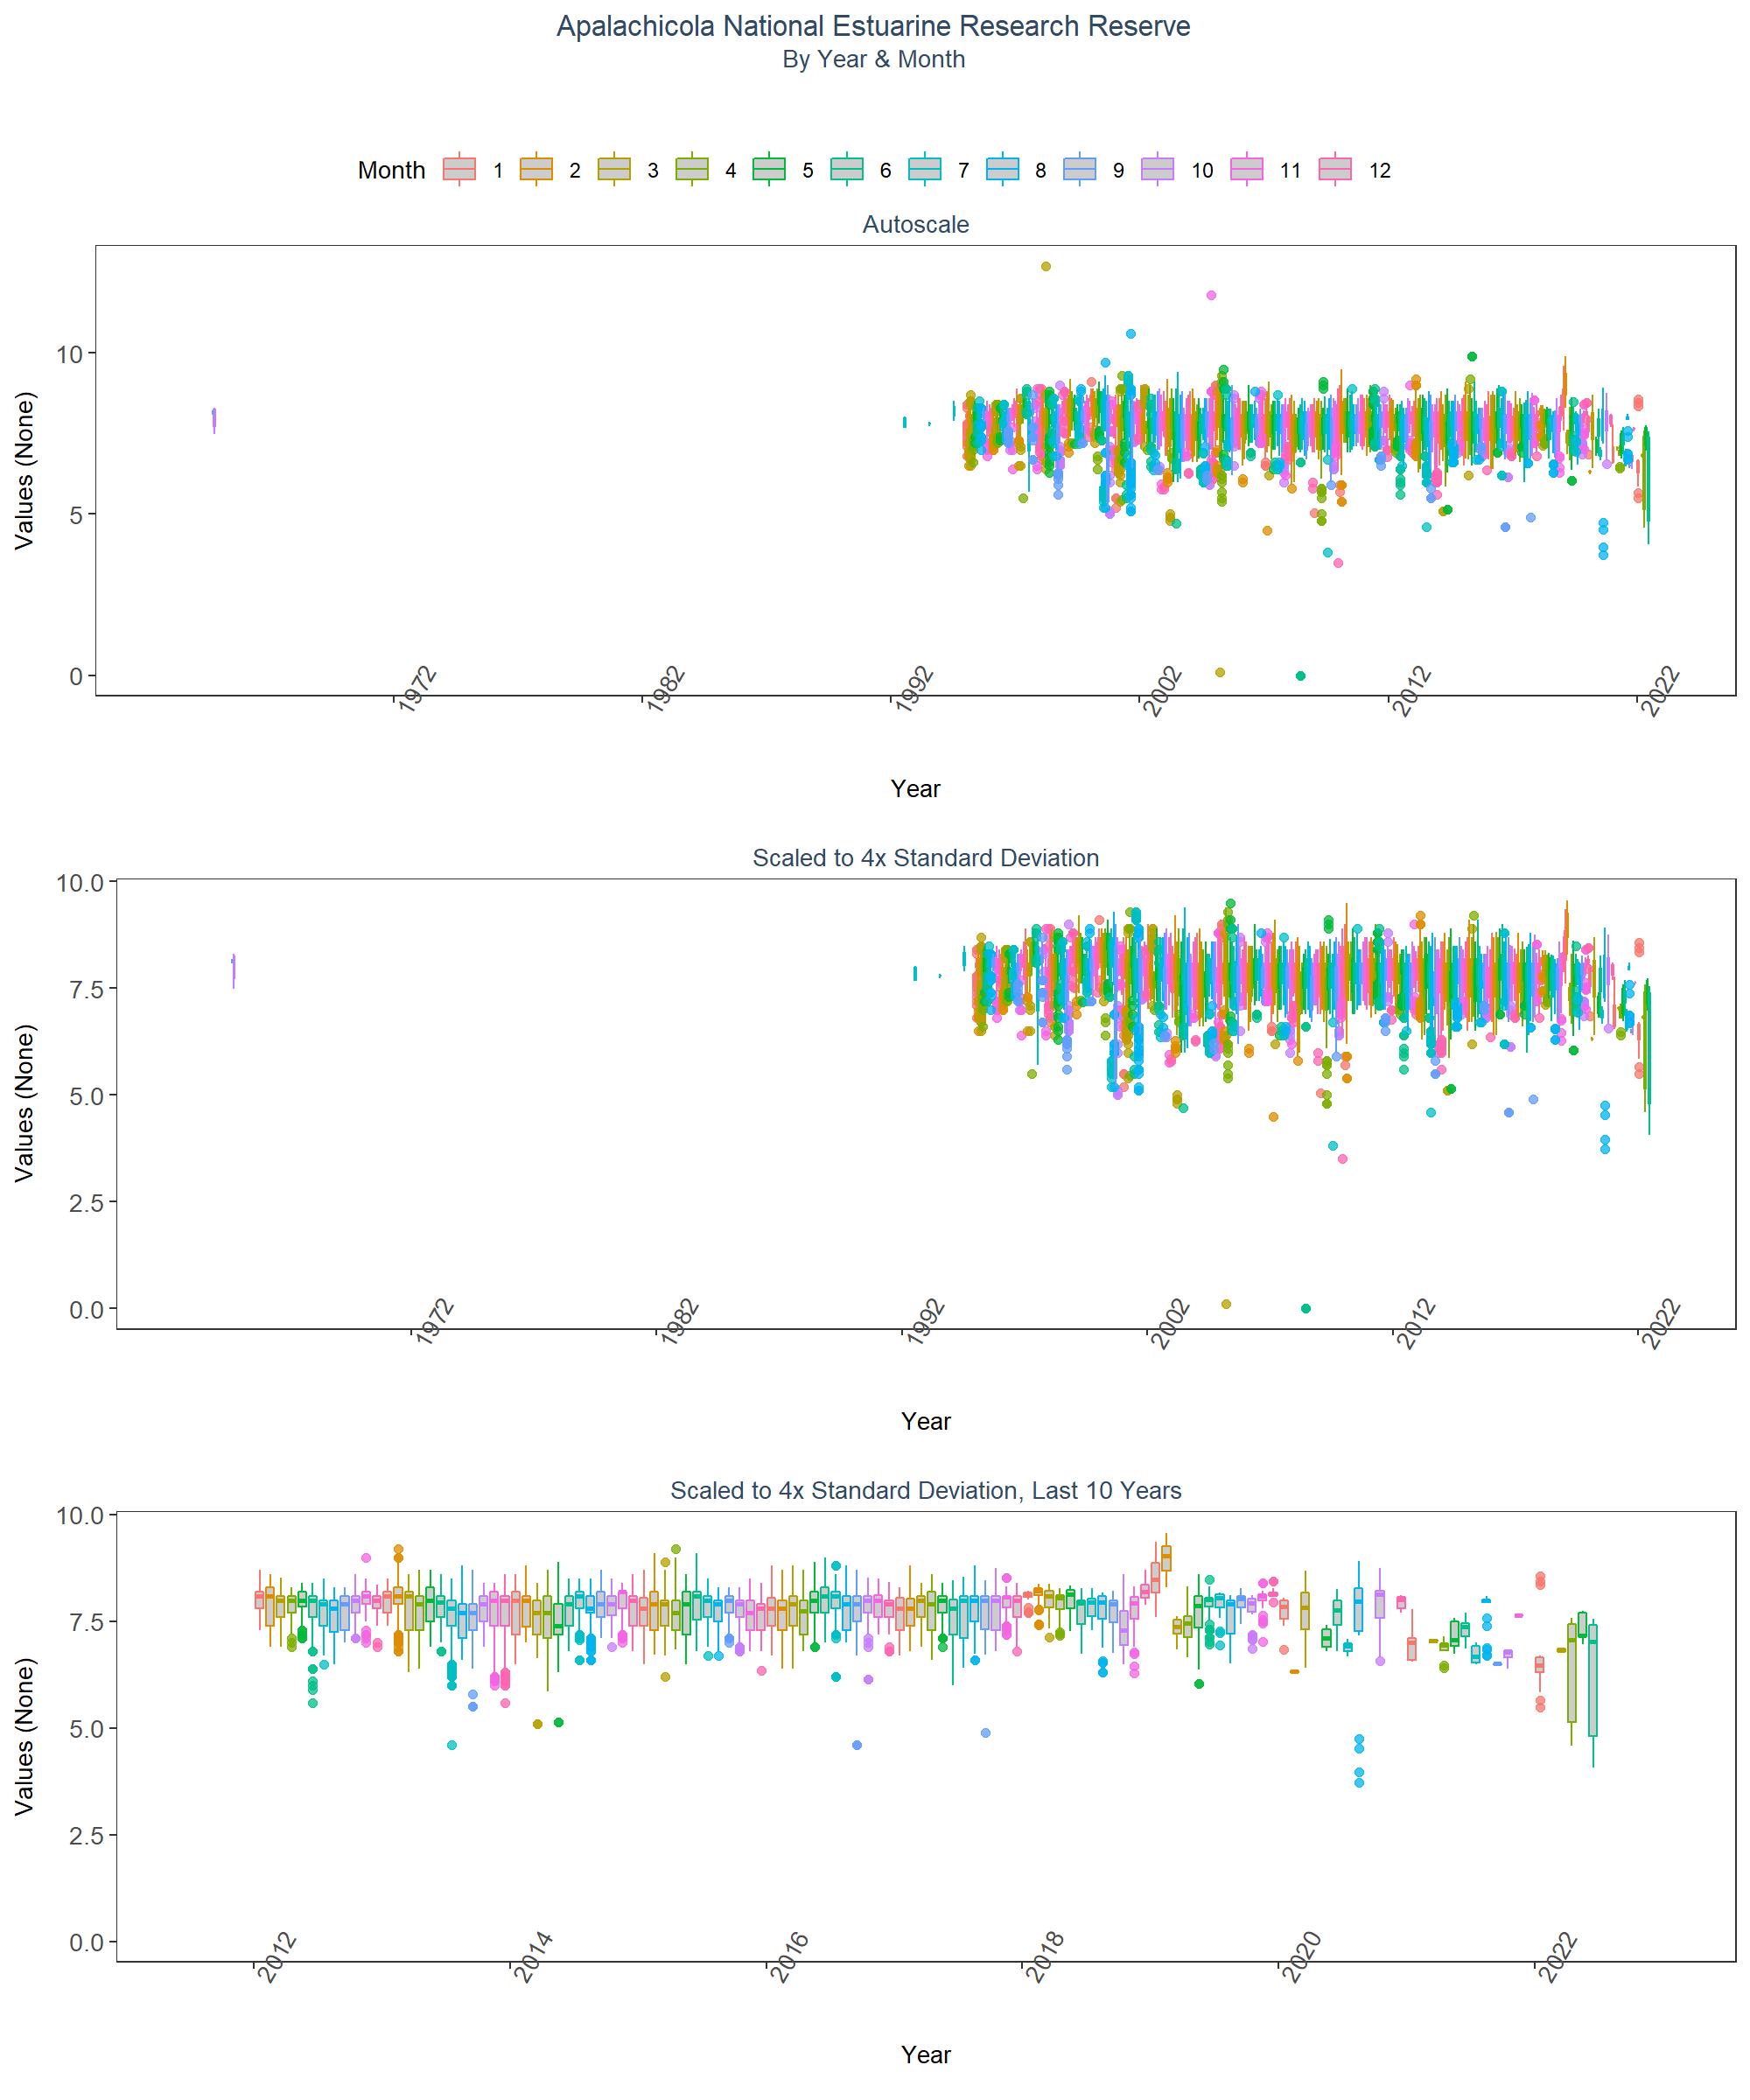 Apalachicola National Estuarine Research Reserve
By Year & Month
Month 1 2 3 4 5 6 7 8 9 10 11 12
Autoscale
Values (None)
10
5
0
1972 1982 1992 2002 2012 2022
Year
Scaled to 4x Standard Deviation
Values (None)
10.0
7.5
5.0
2.5
0.0
1972 1982 1992 2002 2012 2022
Year
Scaled to 4x Standard Deviation, Last 10 Years
Values (None)
10.0
7.5
5.0
2.5
0.0
2012 2014 2016 2018 2020 2022
Year